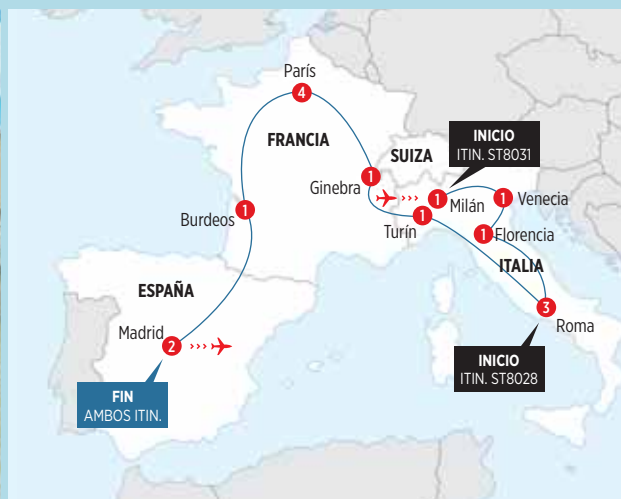 París
4
FRANCIA
INICIO
ITIN. ST8031
SUIZA
1
Ginebra
1
Milán
1
Venecia
1
Burdeos
1
Turín
1
Florencia
ITALIA
ESPAÑA
3
Roma
Madrid
2
INICIO
ITIN. ST8028
FIN
AMBOS ITIN.